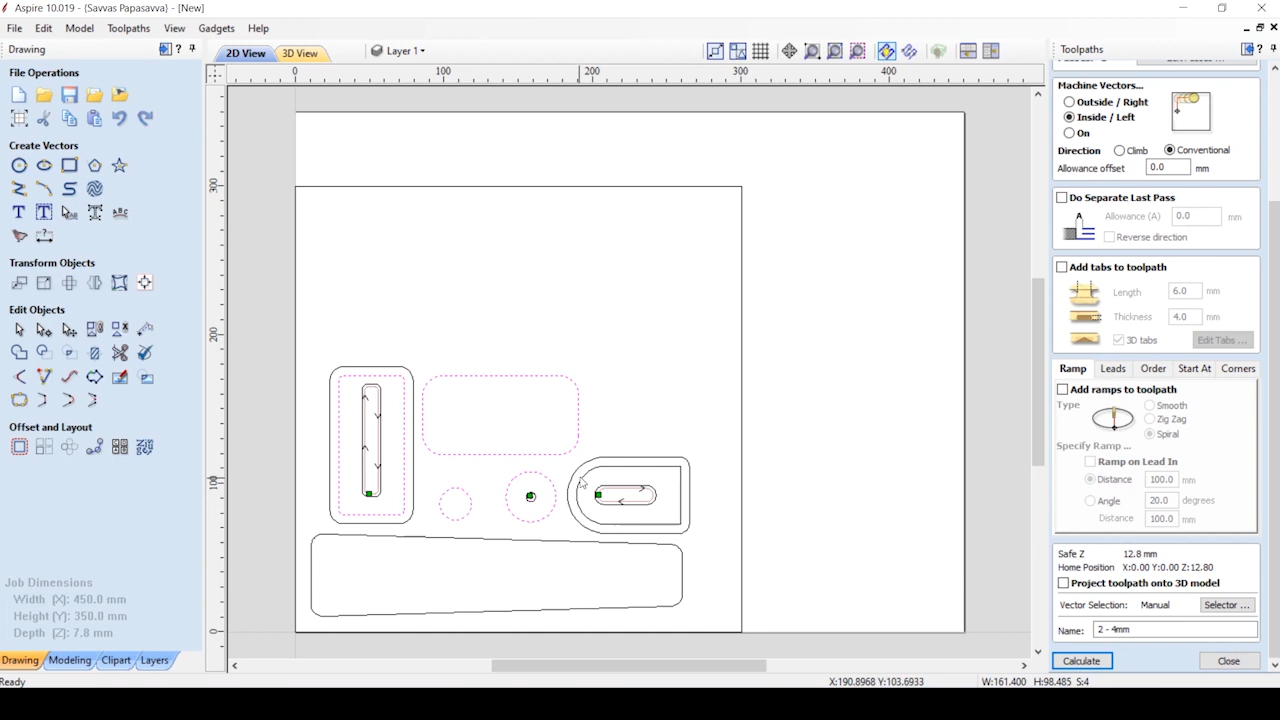 Aspire 10.019 - (Savvas Papasavva) - [New]
File Edit Model Toolpaths View Gadgets Help
Drawing
2D View
3D View
Layer 1
Toolpaths
File Operations
Create Vectors
Transform Objects
Edit Objects
Offset and Layout
Job Dimensions
Width (X): 450.0 mm
Height (Y): 350.0 mm
Depth (Z): 7.8 mm
Drawing Modeling Clipart Layers
Ready
0 100 200 300 400
300
200
100
0
X:190.8968 Y:103.6933
W:161.400 H:98.485 S:4
Machine Vectors...
Outside / Right
Inside / Left
On
Direction Climb Conventional
Allowance offset 0.0 mm
Do Separate Last Pass
A Allowance (A) 0.0 mm
Reverse direction
Add tabs to toolpath
Length 6.0 mm
Thickness 4.0 mm
3D tabs Edit Tabs ...
Ramp Leads Order Start At Corners
Add ramps to toolpath
Type Smooth
Zig Zag
Spiral
Specify Ramp ...
Ramp on Lead In
Distance 100.0 mm
Angle 20.0 degrees
Distance 100.0 mm
Safe Z 12.8 mm
Home Position X:0.00 Y:0.00 Z:12.80
Project toolpath onto 3D model
Vector Selection: Manual Selector ...
Name: 2 - 4mm
Calculate Close